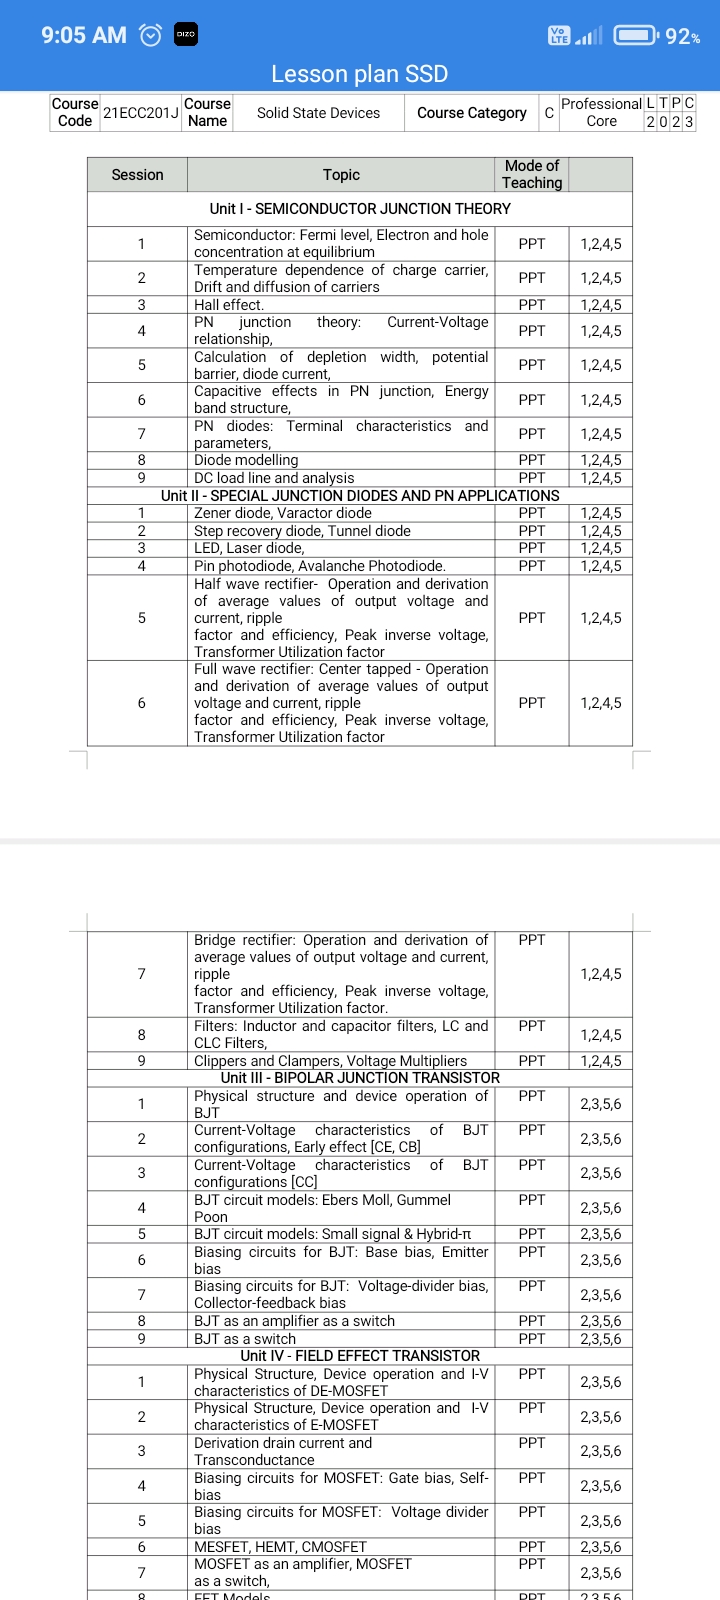 9:05 AM
DIZO
Vo LTE
92%
Lesson plan SSD
Course Code 21ECC201J Course Name Solid State Devices Course Category C Professional Core L T P C
2 0 2 3
Session Topic Mode of Teaching
Unit I - SEMICONDUCTOR JUNCTION THEORY
1 Semiconductor: Fermi level, Electron and hole PPT 1,2,4,5
concentration at equilibrium
2 Temperature dependence of charge carrier, PPT 1,2,4,5
Drift and diffusion of carriers
3 Hall effect. PPT 1,2,4,5
4 PN junction theory: Current-Voltage PPT 1,2,4,5
relationship,
5 Calculation of depletion width, potential PPT 1,2,4,5
barrier, diode current,
6 Capacitive effects in PN junction, Energy PPT 1,2,4,5
band structure,
7 PN diodes: Terminal characteristics and PPT 1,2,4,5
parameters,
8 Diode modelling PPT 1,2,4,5
9 DC load line and analysis PPT 1,2,4,5
Unit II - SPECIAL JUNCTION DIODES AND PN APPLICATIONS
1 Zener diode, Varactor diode PPT 1,2,4,5
2 Step recovery diode, Tunnel diode PPT 1,2,4,5
3 LED, Laser diode, PPT 1,2,4,5
4 Pin photodiode, Avalanche Photodiode. PPT 1,2,4,5
Half wave rectifier- Operation and derivation
of average values of output voltage and
5 current, ripple PPT 1,2,4,5
factor and efficiency, Peak inverse voltage,
Transformer Utilization factor
Full wave rectifier: Center tapped - Operation
and derivation of average values of output
6 voltage and current, ripple PPT 1,2,4,5
factor and efficiency, Peak inverse voltage,
Transformer Utilization factor
Bridge rectifier: Operation and derivation of PPT
average values of output voltage and current,
7 ripple 1,2,4,5
factor and efficiency, Peak inverse voltage,
Transformer Utilization factor.
8 Filters: Inductor and capacitor filters, LC and PPT 1,2,4,5
CLC Filters,
9 Clippers and Clampers, Voltage Multipliers PPT 1,2,4,5
Unit III - BIPOLAR JUNCTION TRANSISTOR
1 Physical structure and device operation of PPT 2,3,5,6
BJT
2 Current-Voltage characteristics of BJT PPT 2,3,5,6
configurations, Early effect [CE, CB]
3 Current-Voltage characteristics of BJT PPT 2,3,5,6
configurations [CC]
4 BJT circuit models: Ebers Moll, Gummel PPT 2,3,5,6
Poon
5 BJT circuit models: Small signal & Hybrid-π PPT 2,3,5,6
6 Biasing circuits for BJT: Base bias, Emitter PPT 2,3,5,6
bias
7 Biasing circuits for BJT: Voltage-divider bias, PPT 2,3,5,6
Collector-feedback bias
8 BJT as an amplifier as a switch PPT 2,3,5,6
9 BJT as a switch PPT 2,3,5,6
Unit IV - FIELD EFFECT TRANSISTOR
1 Physical Structure, Device operation and I-V PPT 2,3,5,6
characteristics of DE-MOSFET
2 Physical Structure, Device operation and I-V PPT 2,3,5,6
characteristics of E-MOSFET
3 Derivation drain current and PPT 2,3,5,6
Transconductance
4 Biasing circuits for MOSFET: Gate bias, Self- PPT 2,3,5,6
bias
5 Biasing circuits for MOSFET: Voltage divider PPT 2,3,5,6
bias
6 MESFET, HEMT, CMOSFET PPT 2,3,5,6
7 MOSFET as an amplifier, MOSFET PPT 2,3,5,6
as a switch,
8 FET Models PPT 2,3,5,6